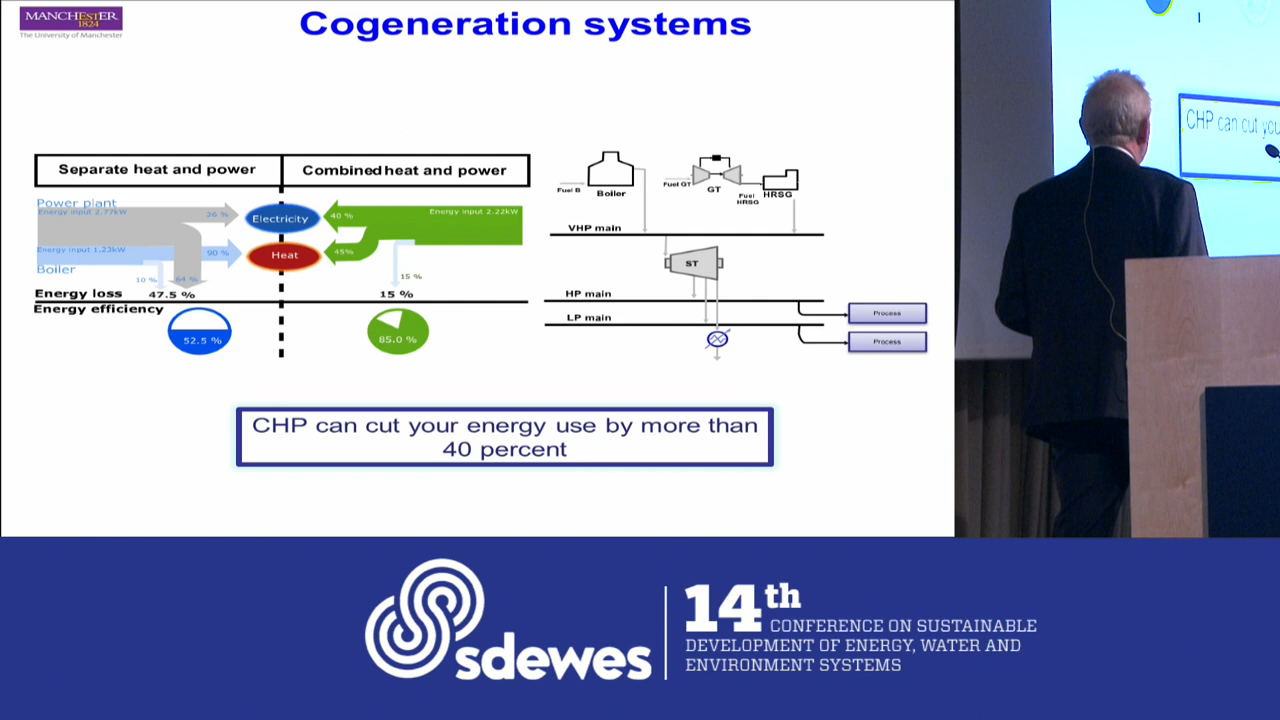 MANCHESTER
1824
The University of Manchester
Cogeneration systems
Separate heat and power
Combined heat and power
Power plant
Energy input 2.77kW
36 %
Electricity
40 %
Energy input 2.22kW
Energy input 1.23kW
90 %
Heat
45%
Boiler
10 %
64 %
15 %
Energy loss
47.5 %
15 %
Energy efficiency
52.5 %
85.0 %
Fuel B
Boiler
Fuel GT
GT
Fuel
HRSG
HRSG
VHP main
ST
HP main
Process
LP main
Process
CHP can cut your energy use by more than
40 percent
CHP can cut you
sdewes
14th
CONFERENCE ON SUSTAINABLE
DEVELOPMENT OF ENERGY, WATER AND
ENVIRONMENT SYSTEMS